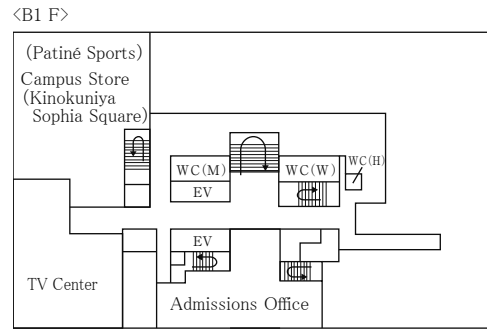 <B1 F>
(Patiné Sports)
Campus Store
(Kinokuniya
Sophia Square)
WC(M)
WC(W)
WC(H)
EV
EV
TV Center
Admissions Office